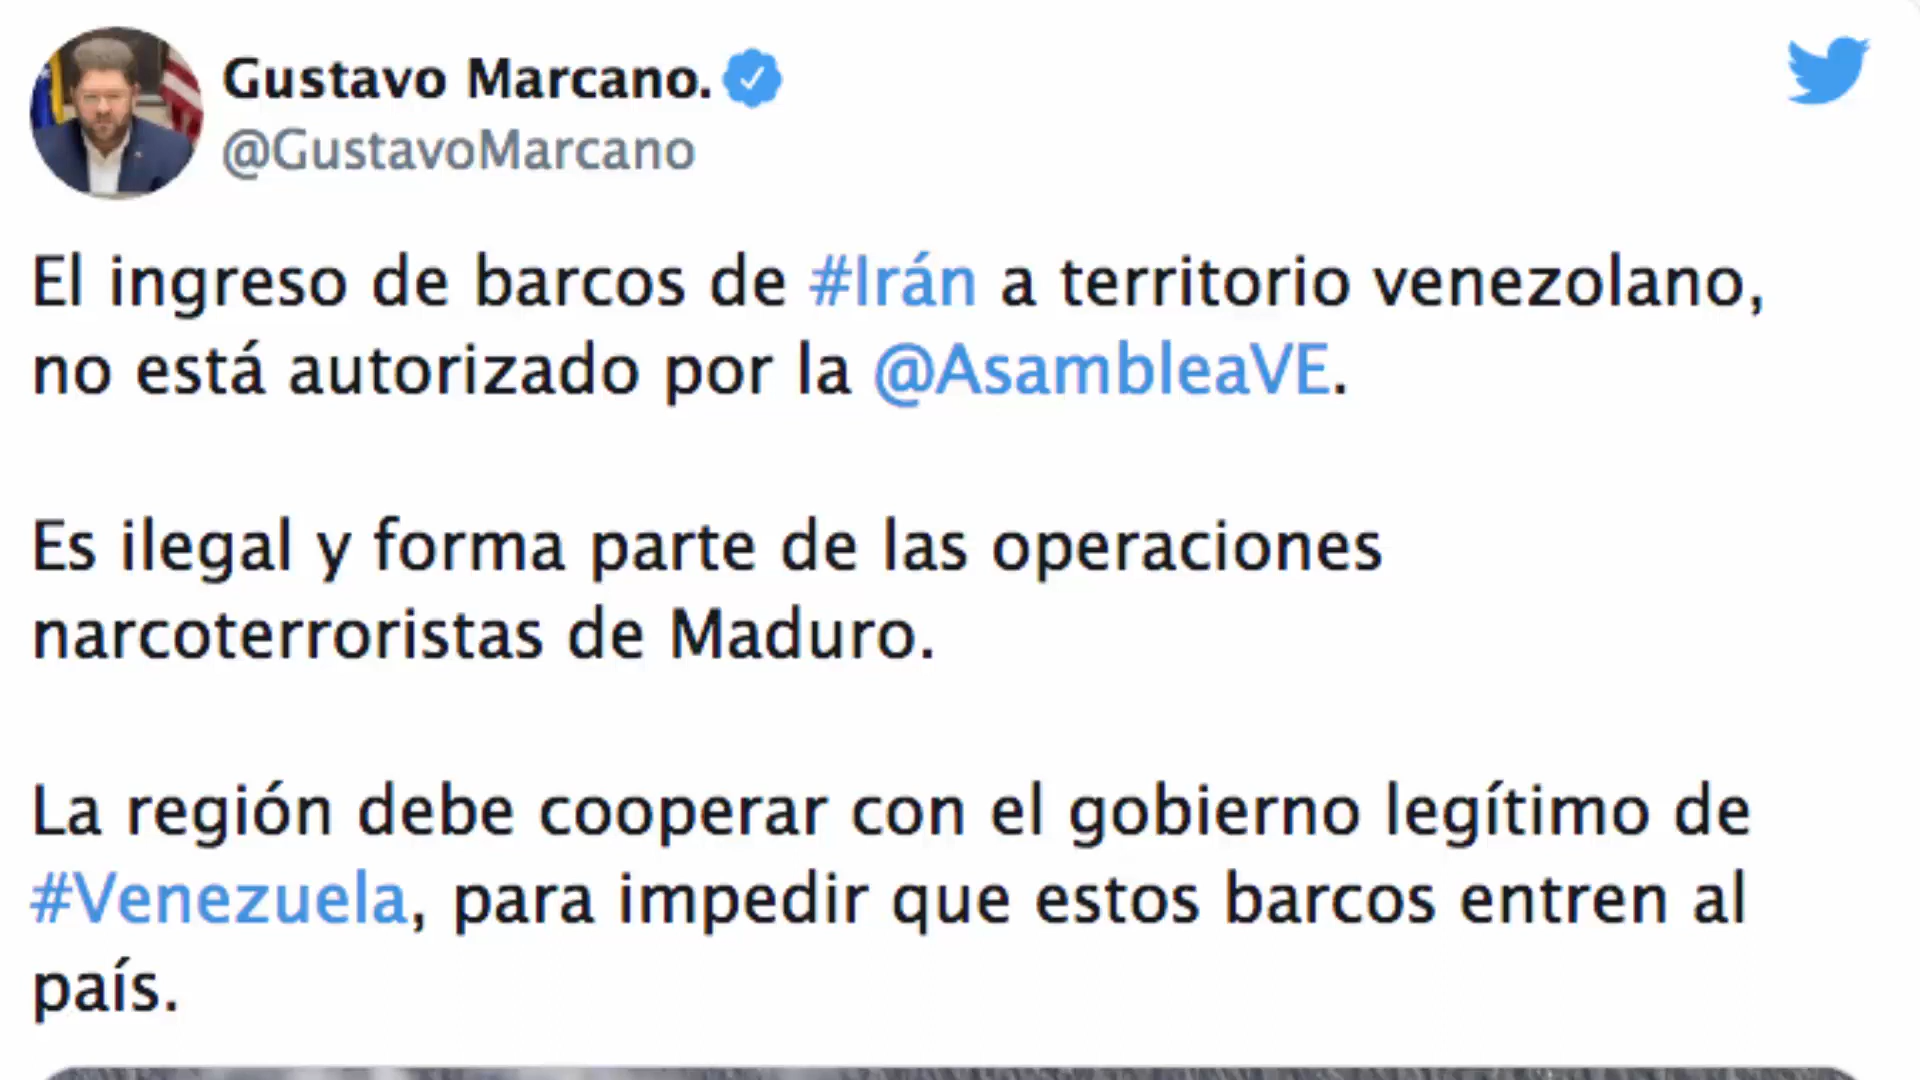 Gustavo Marcano.
@GustavoMarcano
El ingreso de barcos de #Irán a territorio venezolano,
no está autorizado por la @AsambleaVE.
Es ilegal y forma parte de las operaciones
narcoterroristas de Maduro.
La región debe cooperar con el gobierno legítimo de
#Venezuela, para impedir que estos barcos entren al
país.